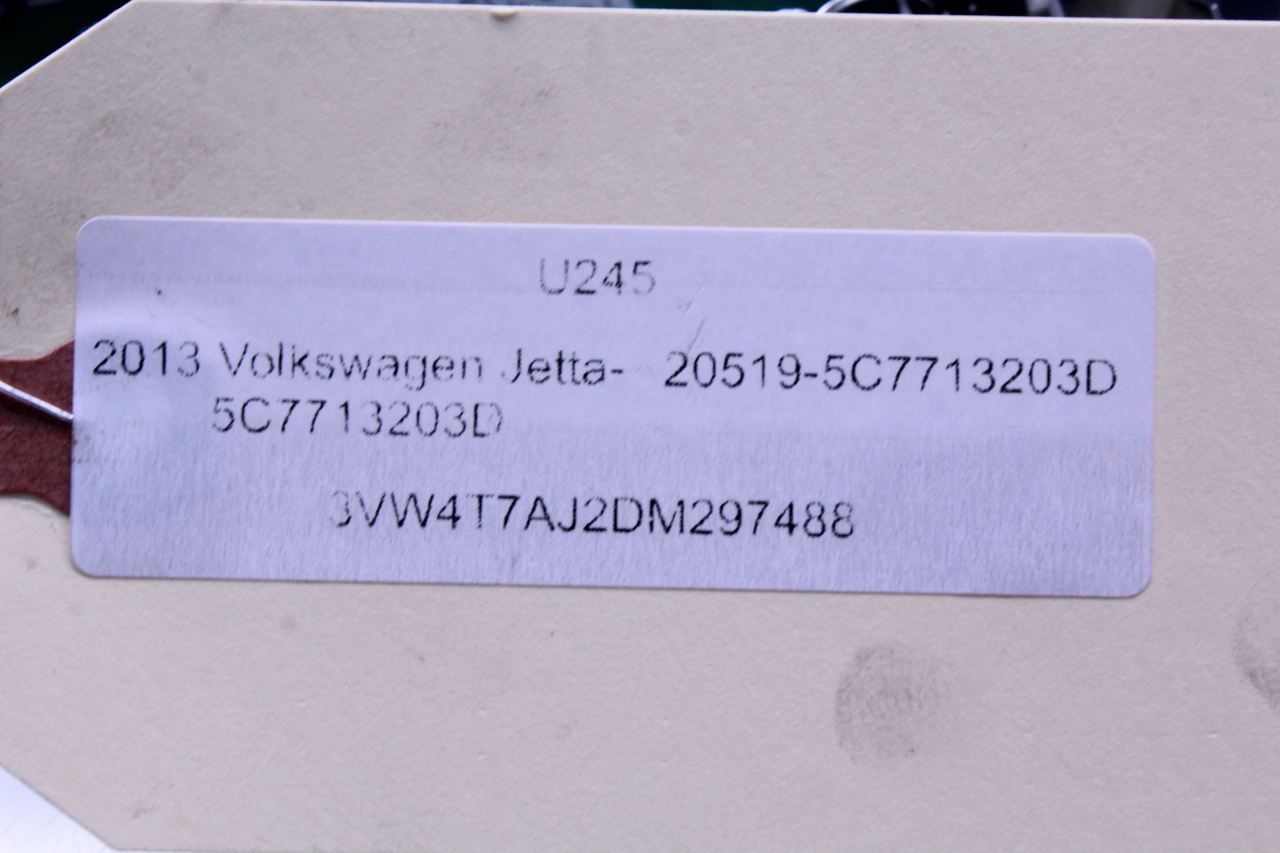 U245
2013 Volkswagen Jetta- 20519-5C7713203D
5C7713203D
3VW4T7AJ2DM297488